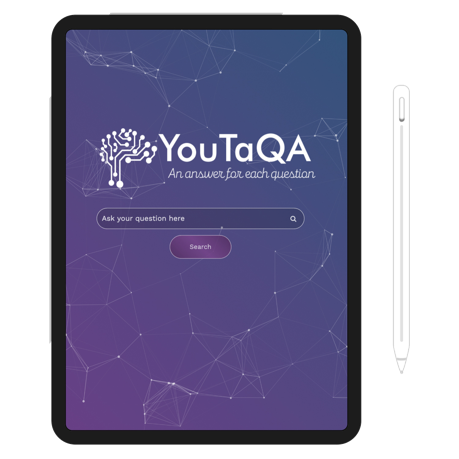 YouTaQA
An answer for each question
Ask your question here
Search